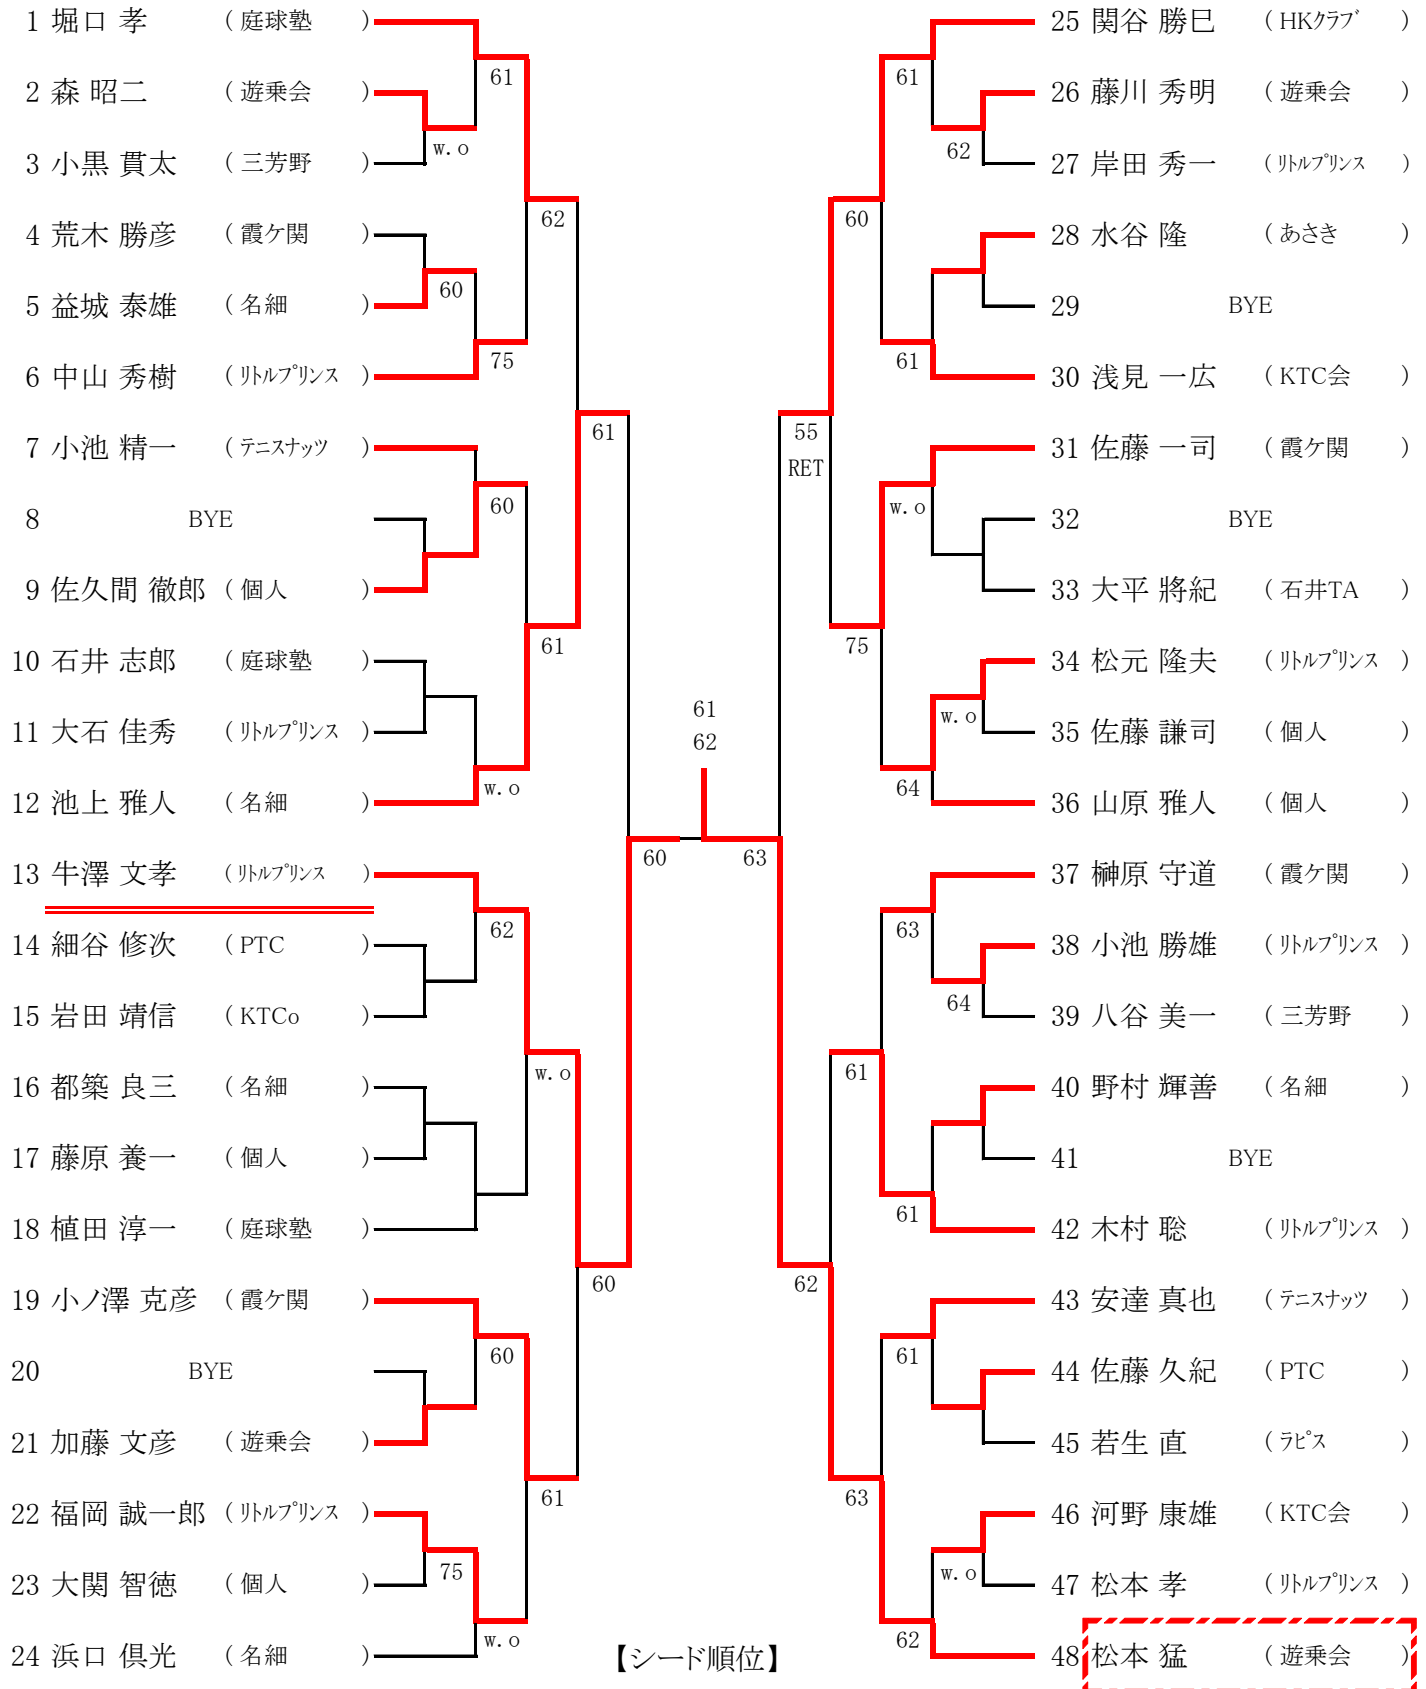 1 堀口 孝 ( 庭球塾 )
2 森 昭二 ( 遊乗会 )
3 小黒 貫太 ( 三芳野 )
4 荒木 勝彦 ( 霞ケ関 )
5 益城 泰雄 ( 名細 )
6 中山 秀樹 ( ﾘﾄﾙﾌﾟﾘﾝｽ )
7 小池 精一 ( ﾃﾆｽﾅｯﾂ )
8 BYE
9 佐久間 徹郎 ( 個人 )
10 石井 志郎 ( 庭球塾 )
11 大石 佳秀 ( ﾘﾄﾙﾌﾟﾘﾝｽ )
12 池上 雅人 ( 名細 )
13 牛澤 文孝 ( ﾘﾄﾙﾌﾟﾘﾝｽ )
14 細谷 修次 ( PTC )
15 岩田 靖信 ( KTCo )
16 都築 良三 ( 名細 )
17 藤原 養一 ( 個人 )
18 植田 淳一 ( 庭球塾 )
19 小ノ澤 克彦 ( 霞ケ関 )
20 BYE
21 加藤 文彦 ( 遊乗会 )
22 福岡 誠一郎 ( ﾘﾄﾙﾌﾟﾘﾝｽ )
23 大関 智徳 ( 個人 )
24 浜口 倶光 ( 名細 )
w.o
60
75
61
75
60
w.o
62
60
w.o
62
61
w.o
61
61
60
60
61
62
63
55
RET
62
60
75
61
63
61
61
w.o
64
63
61
61
62
62
w.o
64
w.o
25 関谷 勝巳 ( HKｸﾗﾌﾞ )
26 藤川 秀明 ( 遊乗会 )
27 岸田 秀一 ( ﾘﾄﾙﾌﾟﾘﾝｽ )
28 水谷 隆 ( あさき )
29 BYE
30 浅見 一広 ( KTC会 )
31 佐藤 一司 ( 霞ケ関 )
32 BYE
33 大平 將紀 ( 石井TA )
34 松元 隆夫 ( ﾘﾄﾙﾌﾟﾘﾝｽ )
35 佐藤 謙司 ( 個人 )
36 山原 雅人 ( 個人 )
37 榊原 守道 ( 霞ケ関 )
38 小池 勝雄 ( ﾘﾄﾙﾌﾟﾘﾝｽ )
39 八谷 美一 ( 三芳野 )
40 野村 輝善 ( 名細 )
41 BYE
42 木村 聡 ( ﾘﾄﾙﾌﾟﾘﾝｽ )
43 安達 真也 ( ﾃﾆｽﾅｯﾂ )
44 佐藤 久紀 ( PTC )
45 若生 直 ( ﾗﾋﾟｽ )
46 河野 康雄 ( KTC会 )
47 松本 孝 ( ﾘﾄﾙﾌﾟﾘﾝｽ )
48 松本 猛 ( 遊乗会 )
【シード順位】